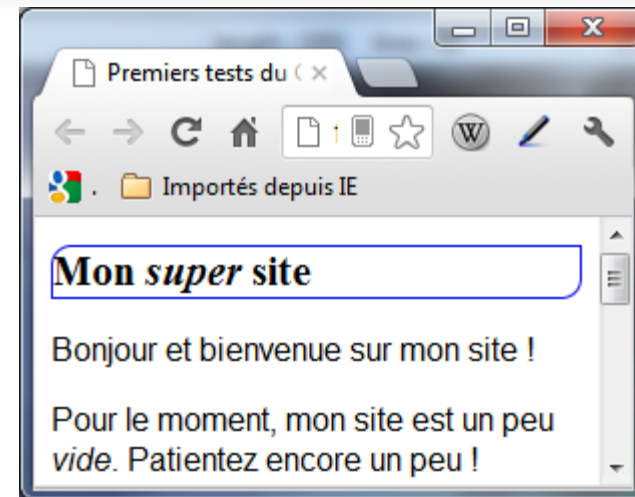 Premiers tests du
W
. Importés depuis IE
Mon super site
Bonjour et bienvenue sur mon site !
Pour le moment, mon site est un peu
vide. Patientez encore un peu !